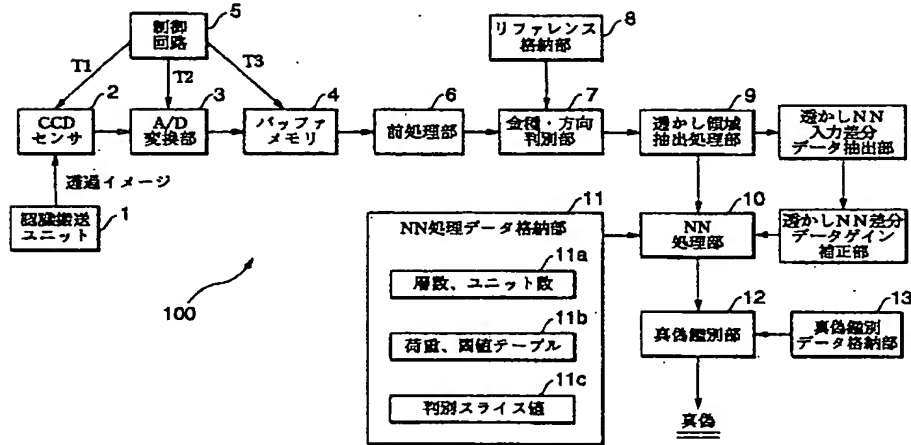 5
制御
回路
T1
T2
T3
2
CCD
センサ
3
A/D
変換部
4
バッファ
メモリ
6
前処理部
8
リファレンス
格納部
7
金種・方向
判別部
9
透かし領域
抽出処理部
透かしNN
入力差分
データ抽出部
透過イメージ
1
搬送
ユニット
100
11
NN処理データ格納部
11a
層数、ユニット数
11b
荷重、閾値テーブル
11c
判別スライス値
10
NN
処理部
透かしNN差分
データゲイン
補正部
12
真偽鑑別部
13
真偽鑑別
データ格納部
真偽